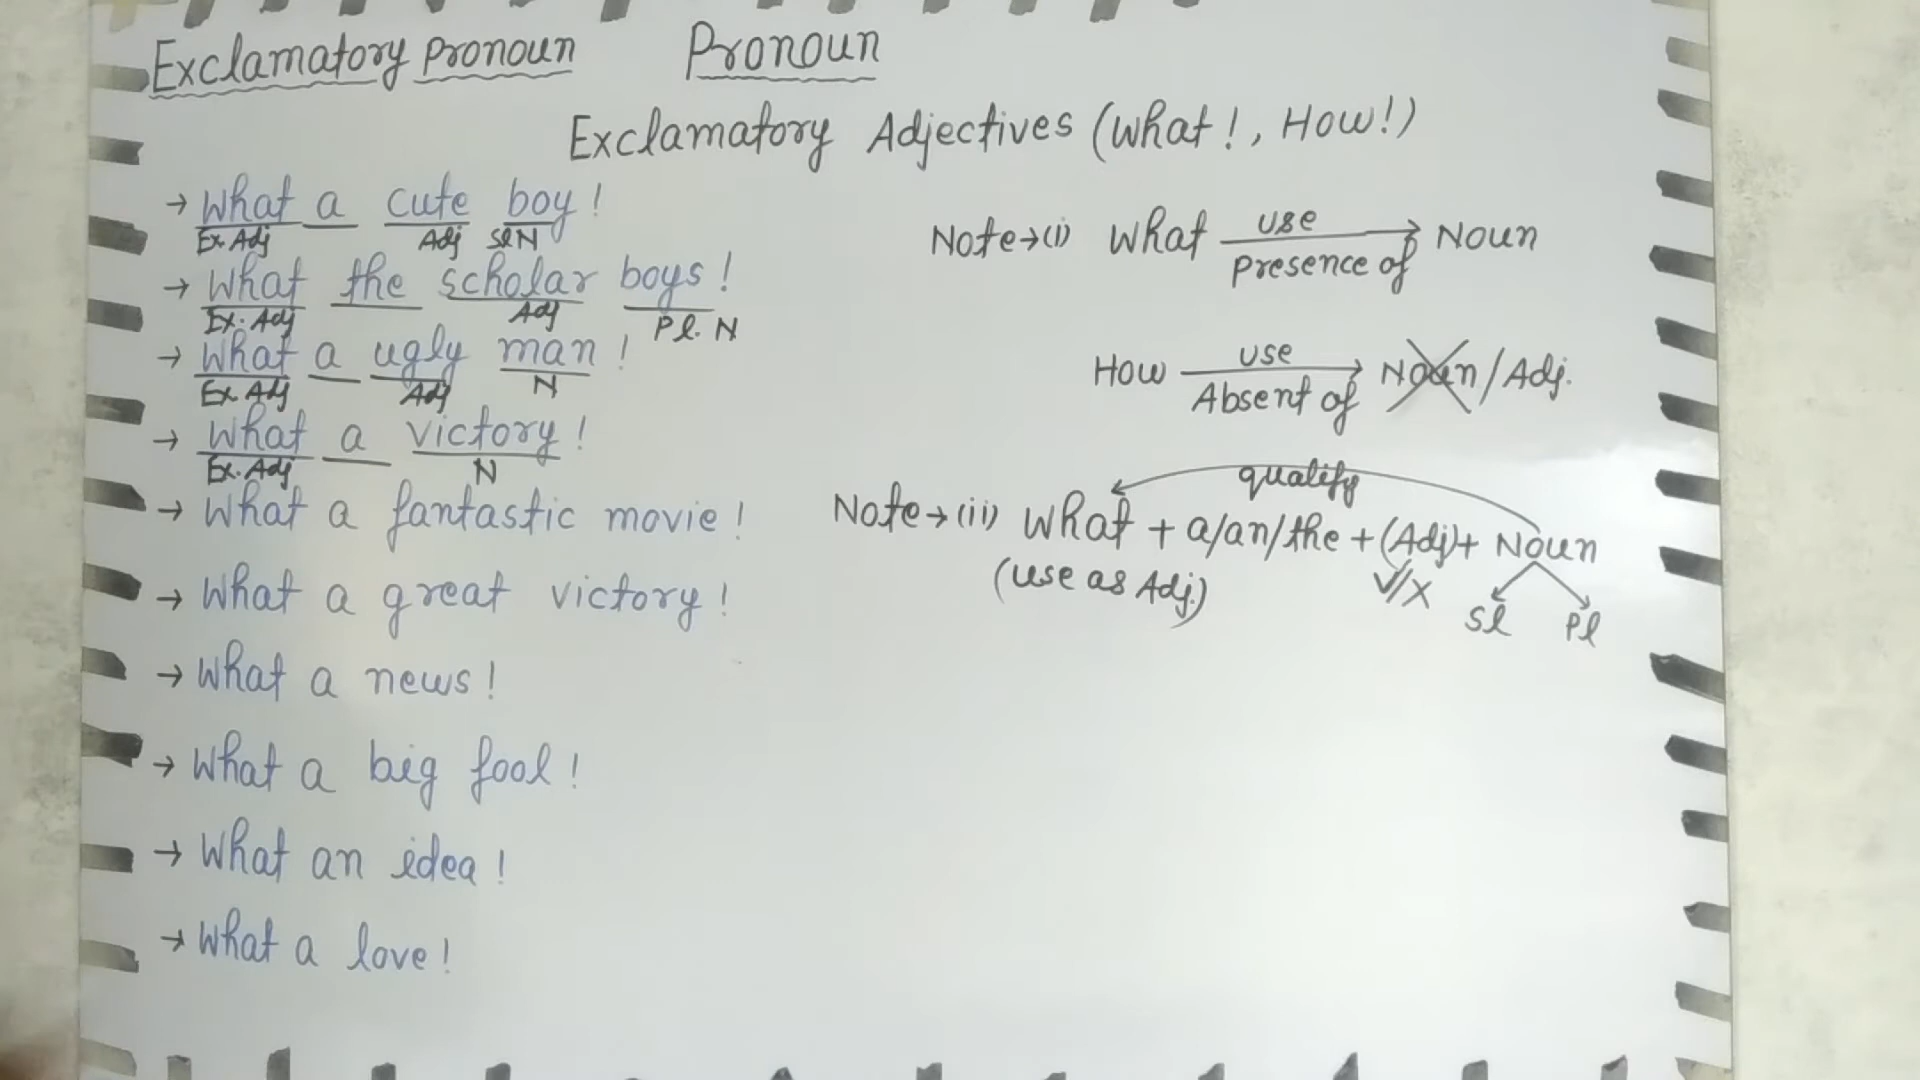 Exclamatory Pronoun
Pronoun
Exclamatory Adjectives (What!, How!)
→ What a cute boy!
Ex. Adj Adj Sl N
→ What the scholar boys!
Ex. Adj Adj Pl. N
→ What a ugly man!
Ex. Adj Adj N
→ What a victory!
Ex. Adj N
→ What a fantastic movie!
→ What a great victory!
→ What a news!
→ What a big fool!
→ What an idea!
→ What a love!
Note→(i) What use → Noun
Presence of
How use → Noun/Adj.
Absent of
qualify
Note→(ii) What + a/an/the + (Adj) + Noun
(use as Adj.) ✓/X Sl Pl